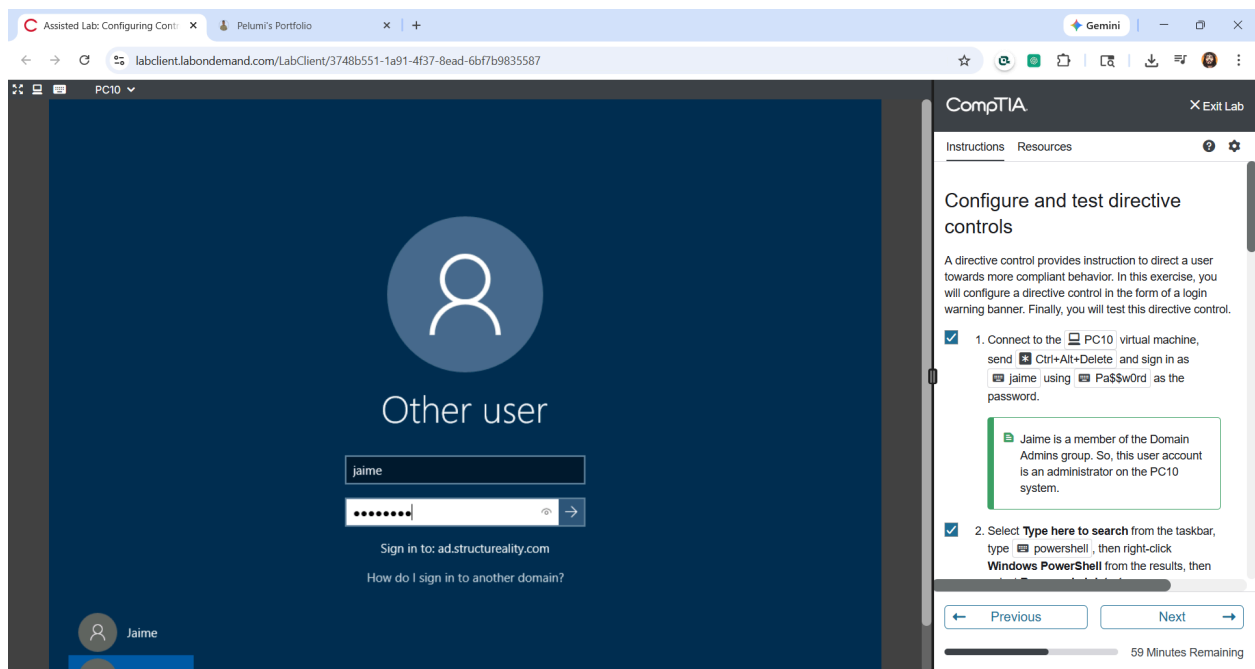 Assisted Lab: Configuring Contr
Pelumi's Portfolio
Gemini
labclient.labondemand.com/LabClient/3748b551-1a91-4f37-8ead-6bf7b9835587
PC10
Other user
jaime
Sign in to: ad.structureality.com
How do I sign in to another domain?
Jaime
CompTIA.
Exit Lab
Instructions Resources
Configure and test directive
controls
A directive control provides instruction to direct a user
towards more compliant behavior. In this exercise, you
will configure a directive control in the form of a login
warning banner. Finally, you will test this directive control.
1. Connect to the PC10 virtual machine,
send Ctrl+Alt+Delete and sign in as
jaime using Pa$$w0rd as the
password.
Jaime is a member of the Domain
Admins group. So, this user account
is an administrator on the PC10
system.
2. Select Type here to search from the taskbar,
type powershell , then right-click
Windows PowerShell from the results, then
Previous
Next
59 Minutes Remaining